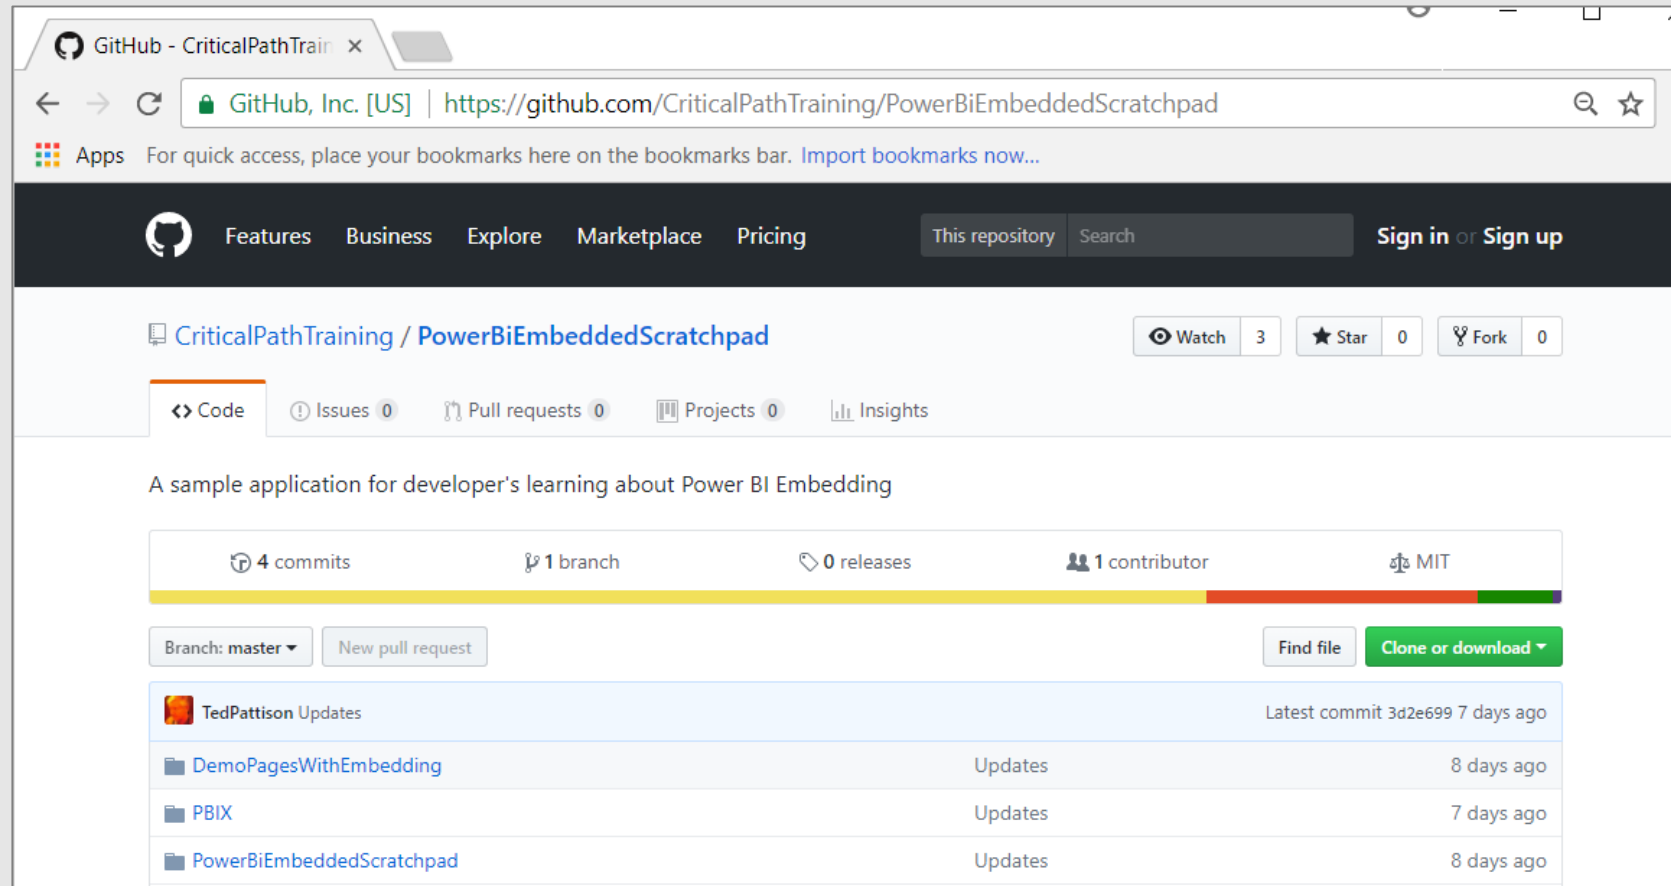 GitHub - CriticalPathTrain
GitHub, Inc. [US] https://github.com/CriticalPathTraining/PowerBiEmbeddedScratchpad
Apps For quick access, place your bookmarks here on the bookmarks bar. Import bookmarks now...
Features Business Explore Marketplace Pricing This repository Search Sign in or Sign up
CriticalPathTraining / PowerBiEmbeddedScratchpad Watch 3 Star 0 Fork 0
Code Issues 0 Pull requests 0 Projects 0 Insights
A sample application for developer's learning about Power BI Embedding
4 commits 1 branch 0 releases 1 contributor MIT
Branch: master New pull request Find file Clone or download
TedPattison Updates Latest commit 3d2e699 7 days ago
DemoPagesWithEmbedding Updates 8 days ago
PBIX Updates 7 days ago
PowerBiEmbeddedScratchpad Updates 8 days ago